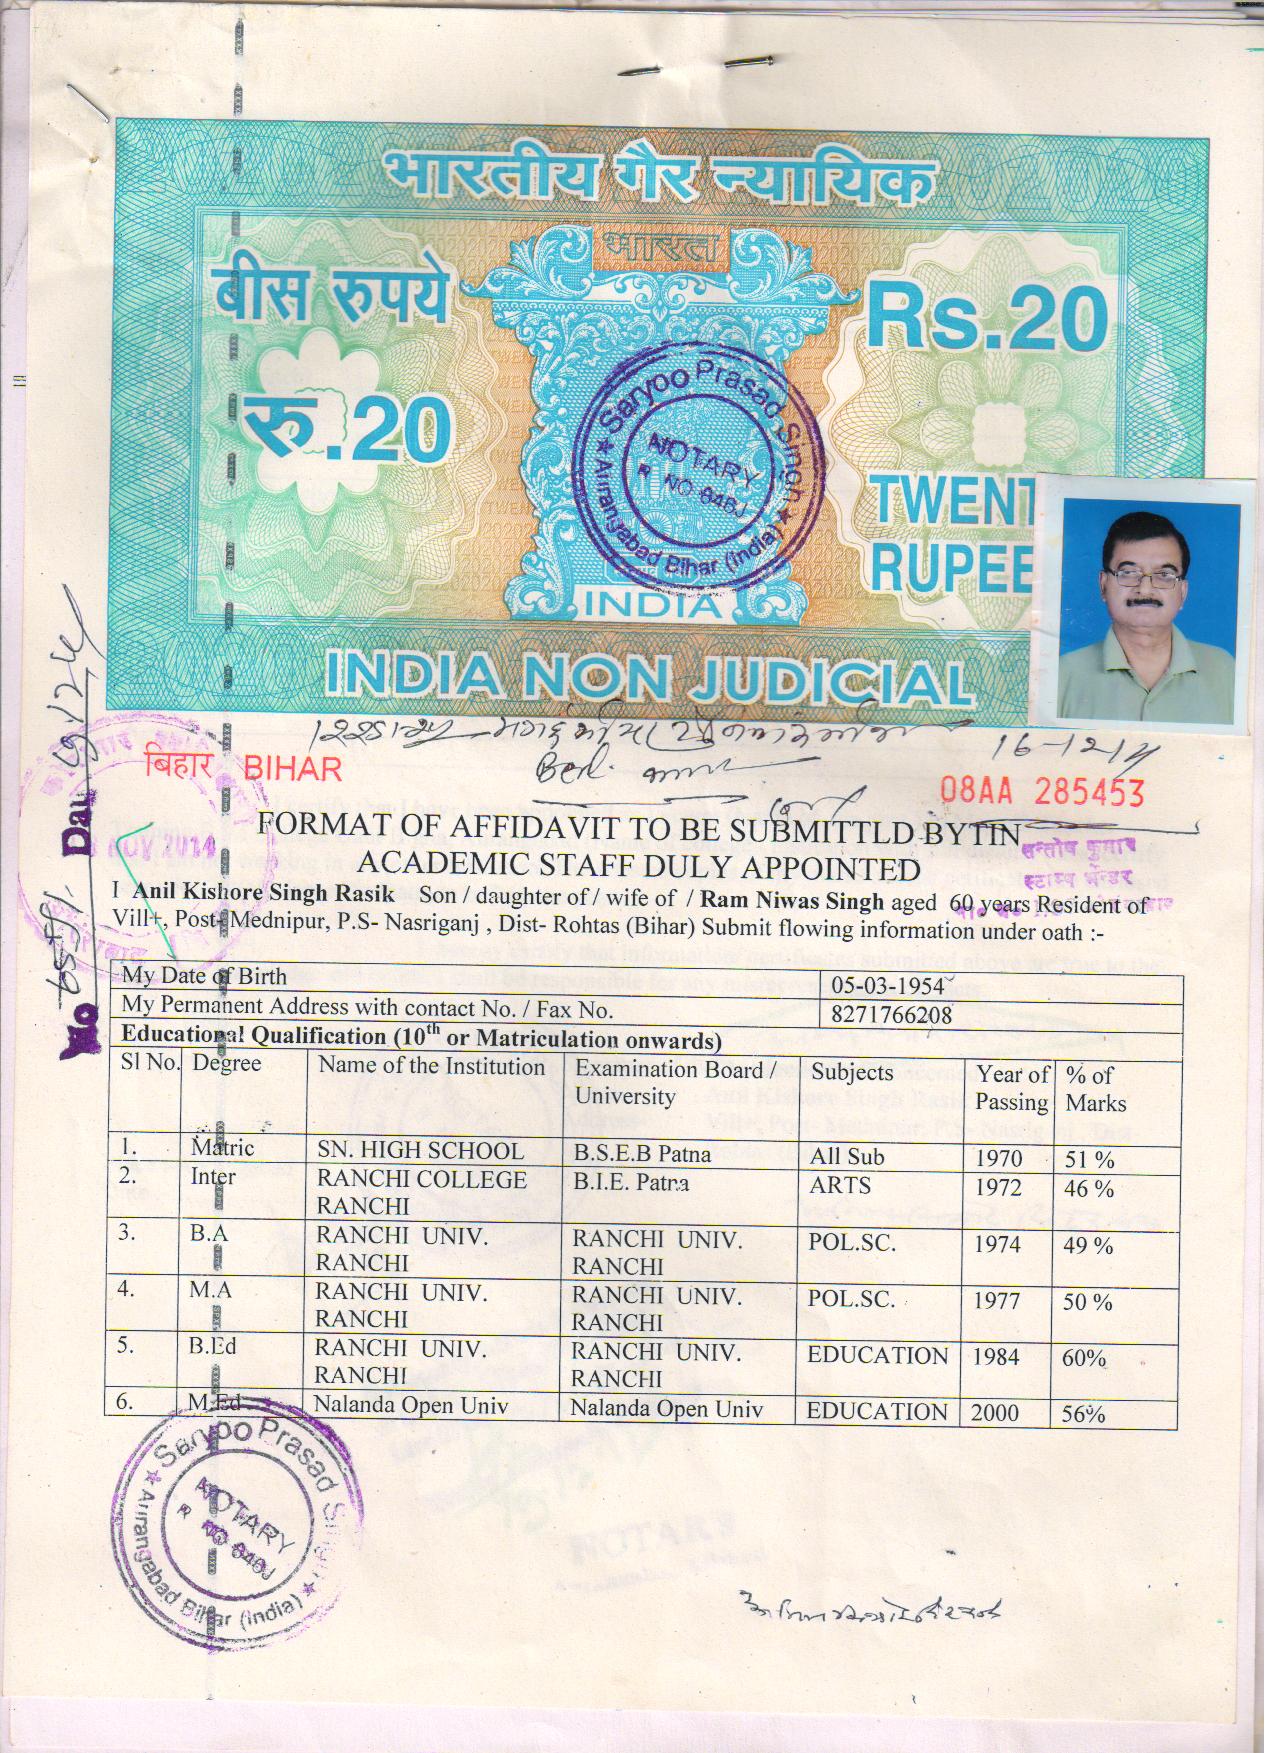 भारतीय गैर न्यायिक
भारत
बीस रुपये
Rs.20
रु.20
TWENT
RUPEE
Saryoo Prasad Singh
NOTARY
Aurangabad Bihar (India)
INDIA
INDIA NON JUDICIAL
16-12-14
बिहार BIHAR
08AA 285453
FORMAT OF AFFIDAVIT TO BE SUBMITTLD BYTIN
ACADEMIC STAFF DULY APPOINTED
सन्तोष कुमार
स्टाम्प भेन्डर
NOV 2014
No
I Anil Kishore Singh Rasik Son / daughter of / wife of / Ram Niwas Singh aged 60 years Resident of
Vill+, Post- Mednipur, P.S- Nasriganj , Dist- Rohtas (Bihar) Submit flowing information under oath :-
My Date of Birth 05-03-1954
My Permanent Address with contact No. / Fax No. 8271766208
Educational Qualification (10th or Matriculation onwards)
Sl No. Degree Name of the Institution Examination Board / University Subjects Year of Passing % of Marks
1. Matric SN. HIGH SCHOOL B.S.E.B Patna All Sub 1970 51 %
2. Inter RANCHI COLLEGE RANCHI B.I.E. Patna ARTS 1972 46 %
3. B.A RANCHI UNIV. RANCHI RANCHI UNIV. RANCHI POL.SC. 1974 49 %
4. M.A RANCHI UNIV. RANCHI RANCHI UNIV. RANCHI POL.SC. 1977 50 %
5. B.Ed RANCHI UNIV. RANCHI RANCHI UNIV. RANCHI EDUCATION 1984 60%
6. M.Ed Nalanda Open Univ Nalanda Open Univ EDUCATION 2000 56%
Saryoo Prasad Singh
NOTARY
Aurangabad Bihar (India)